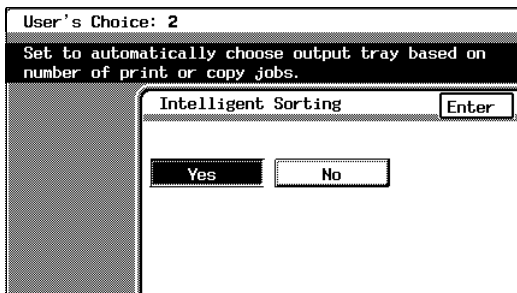 User's Choice: 2
Set to automatically choose output tray based on
number of print or copy jobs.
Intelligent Sorting
Enter
Yes
No